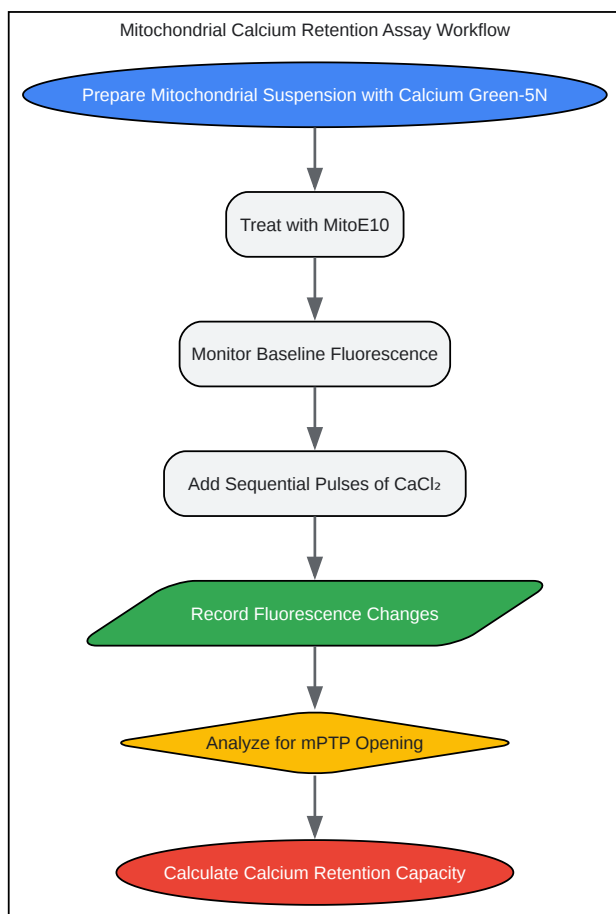 Mitochondrial Calcium Retention Assay Workflow
Prepare Mitochondrial Suspension with Calcium Green-5N
Treat with MitoE10
Monitor Baseline Fluorescence
Add Sequential Pulses of CaCl₂
Record Fluorescence Changes
Analyze for mPTP Opening
Calculate Calcium Retention Capacity